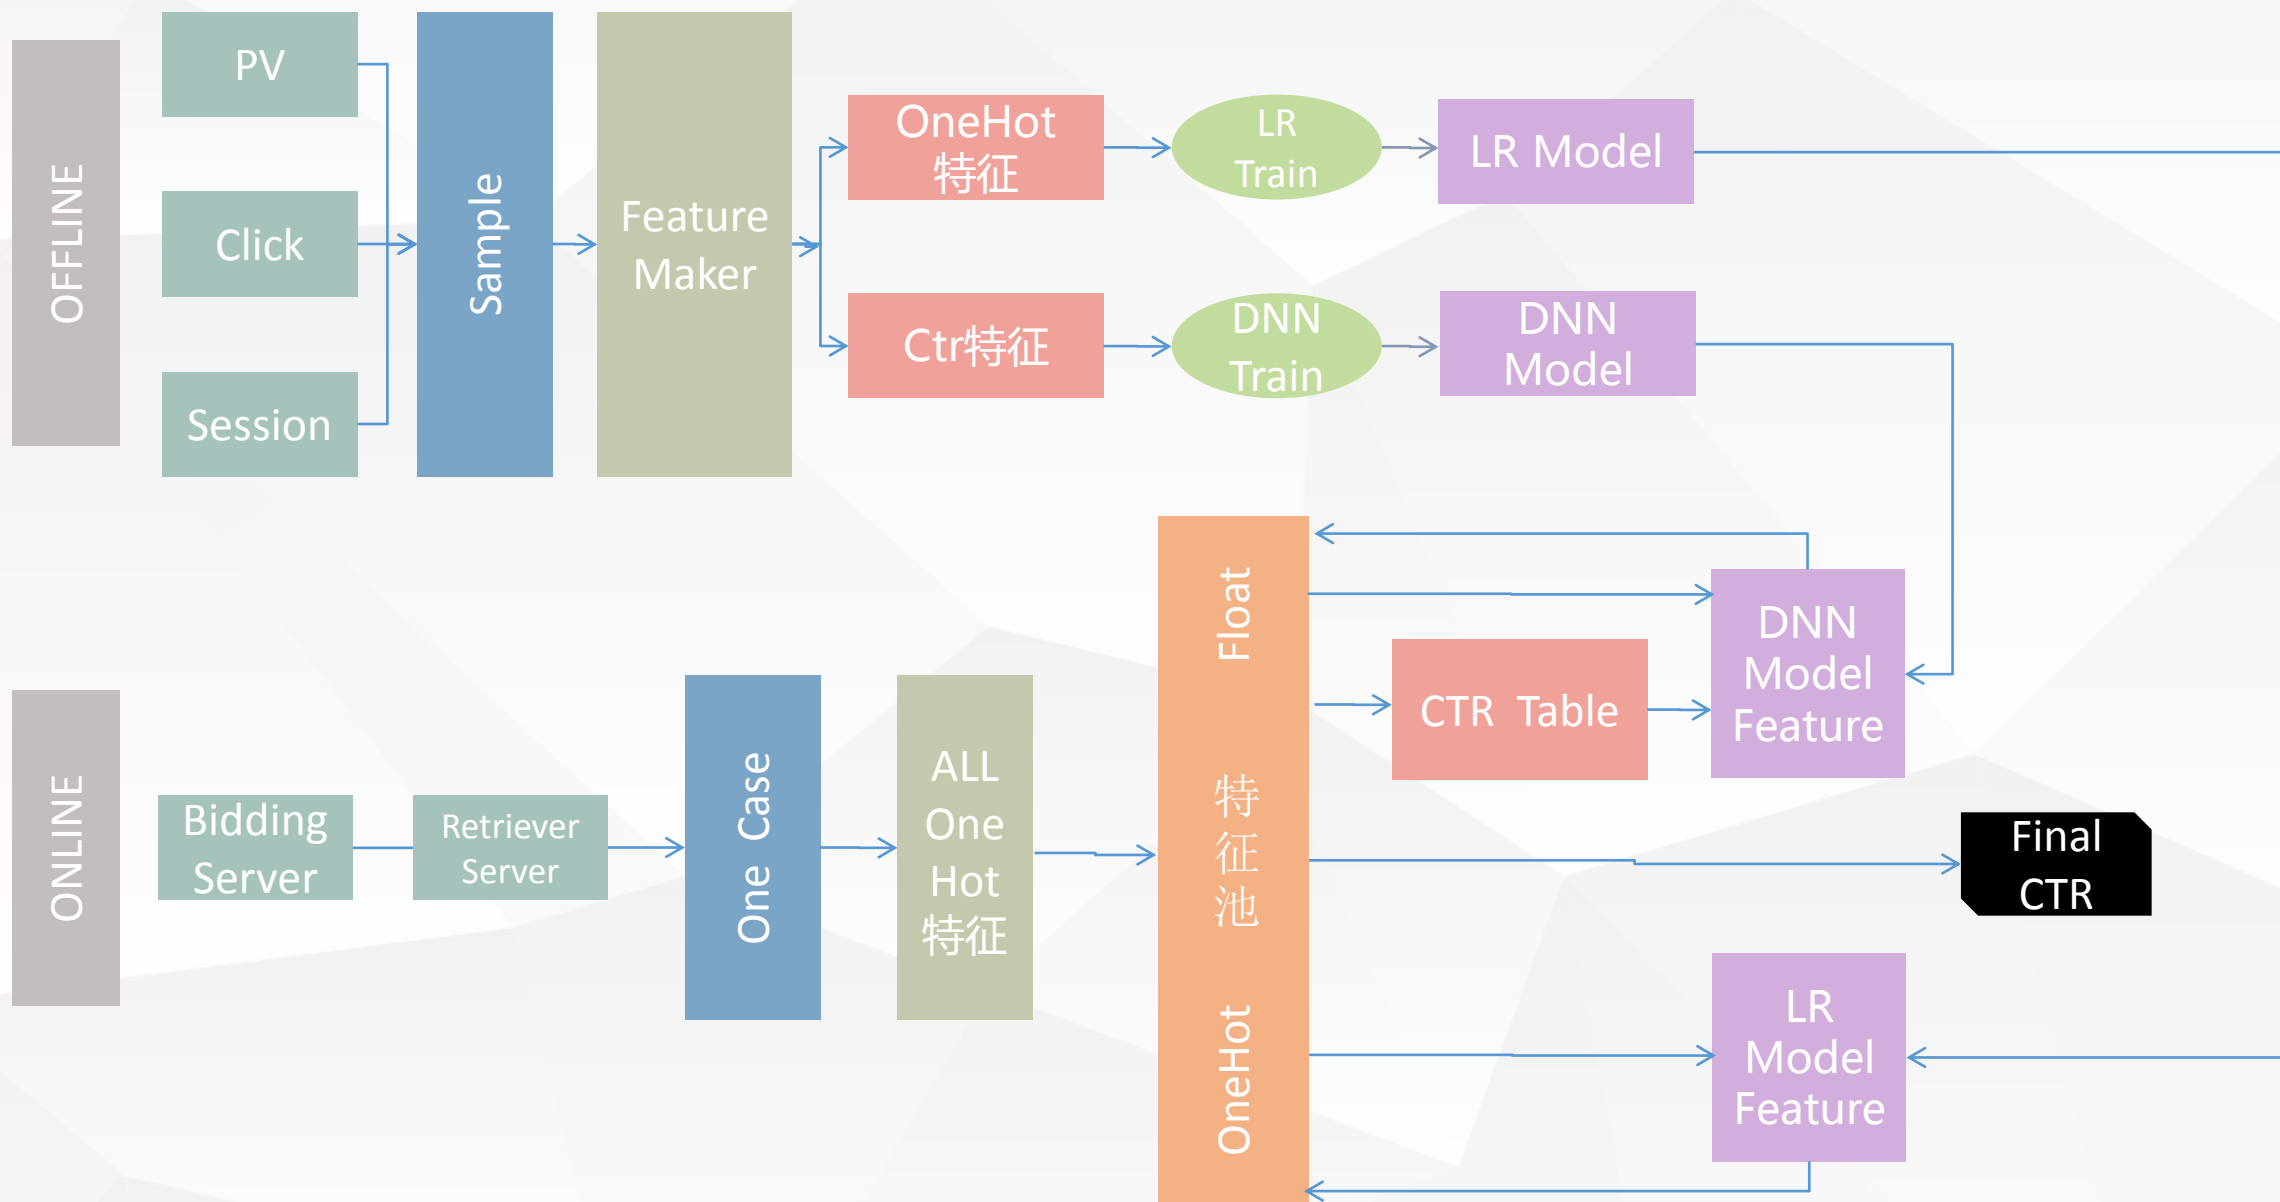 OFFLINE
PV
Click
Session
Sample
Feature
Maker
OneHot
特征
Ctr特征
LR
Train
DNN
Train
LR Model
DNN
Model
ONLINE
Bidding
Server
Retriever
Server
One Case
ALL
One
Hot
特征
Float
特
征
池
OneHot
CTR Table
DNN
Model
Feature
Final
CTR
LR
Model
Feature